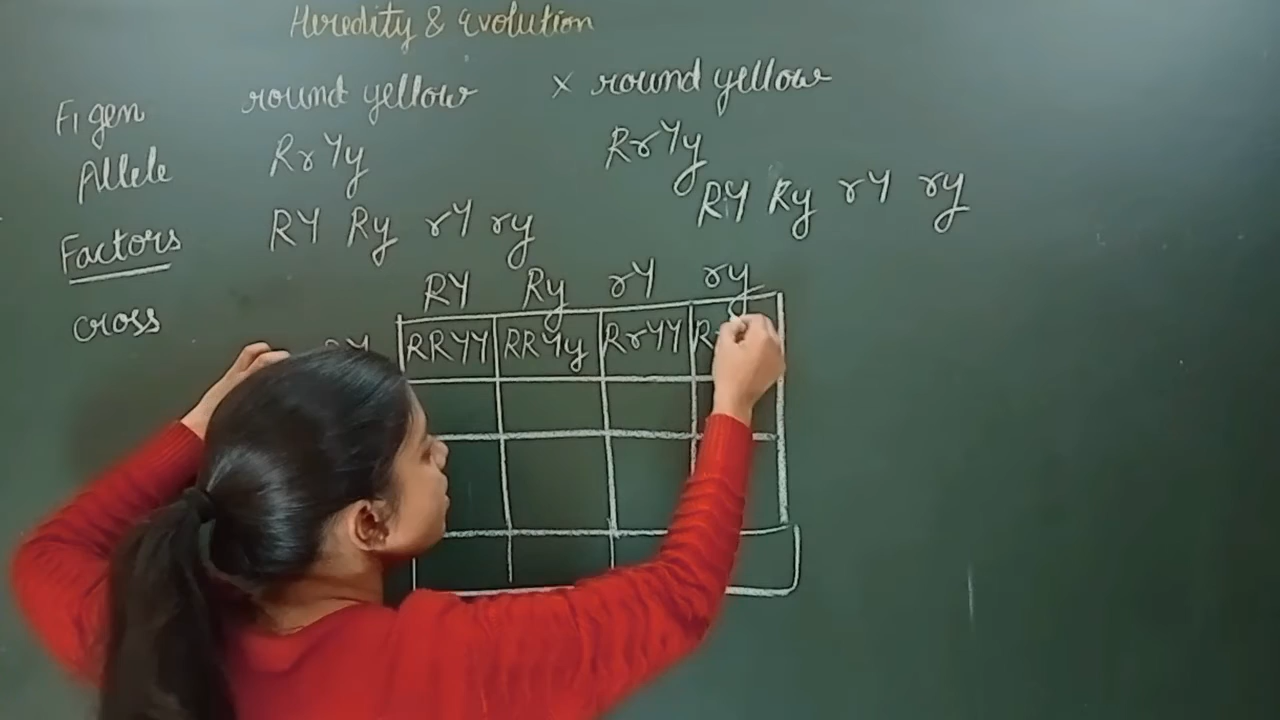 Heredity & Evolution
F1 gen round yellow × round yellow
Allele RrYy RrYy
Factors RY Ry rY ry RY Ry rY ry
RY Ry rY ry
cross RY RRYY RRYy RrYY